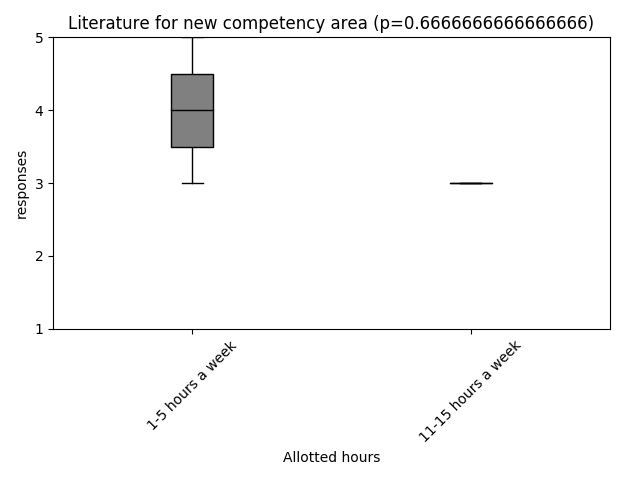 Literature for new competency area (p=0.6666666666666666)
5
4
3
2
1
responses
1-5 hours a week
11-15 hours a week
Allotted hours